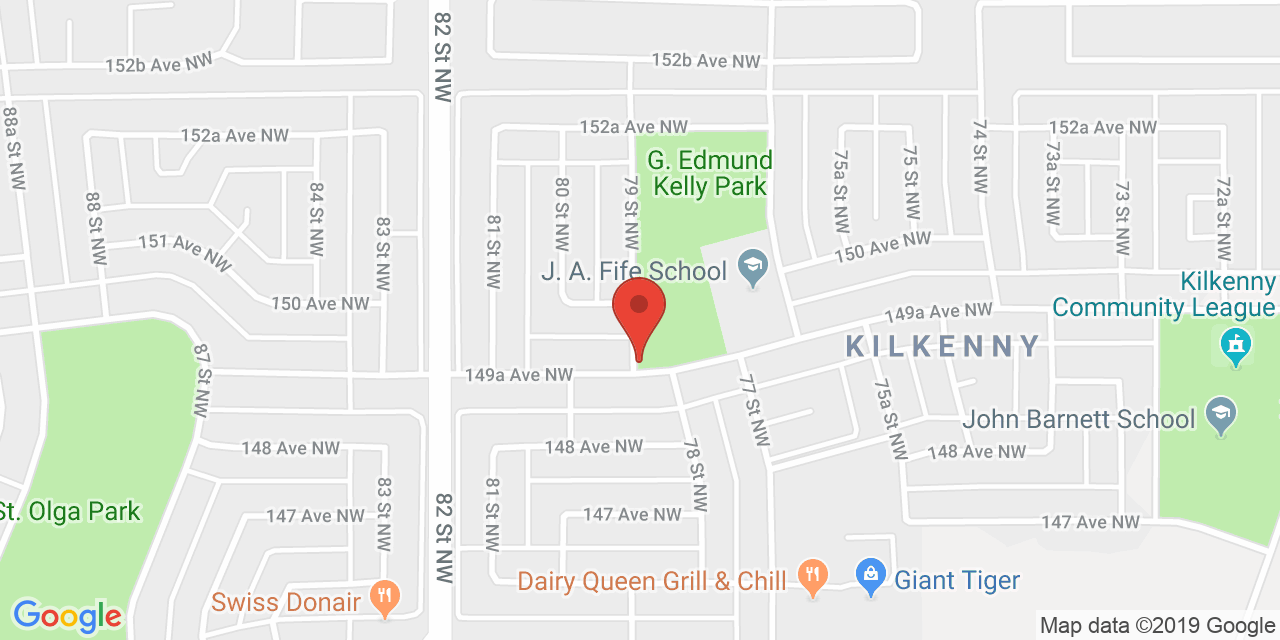 82 St NW
152b Ave NW
152b Ave NW
88a St NW
152a Ave NW
152a Ave NW
74 St NW
152a Ave NW
G. Edmund
Kelly Park
75a St NW
75 St NW
73a St NW
88 St NW
84 St NW
80 St NW
79 St NW
73 St NW
72a St NW
83 St NW
81 St NW
151 Ave NW
150 Ave NW
J. A. Fife School
Kilkenny
Community League
150 Ave NW
149a Ave NW
KILKENNY
87 St NW
149a Ave NW
77 St NW
75a St NW
John Barnett School
148 Ave NW
148 Ave NW
78 St NW
148 Ave NW
St. Olga Park
83 St NW
147 Ave NW
82 St NW
81 St NW
147 Ave NW
147 Ave NW
Dairy Queen Grill & Chill
Giant Tiger
Swiss Donair
Google
Map data ©2019 Google